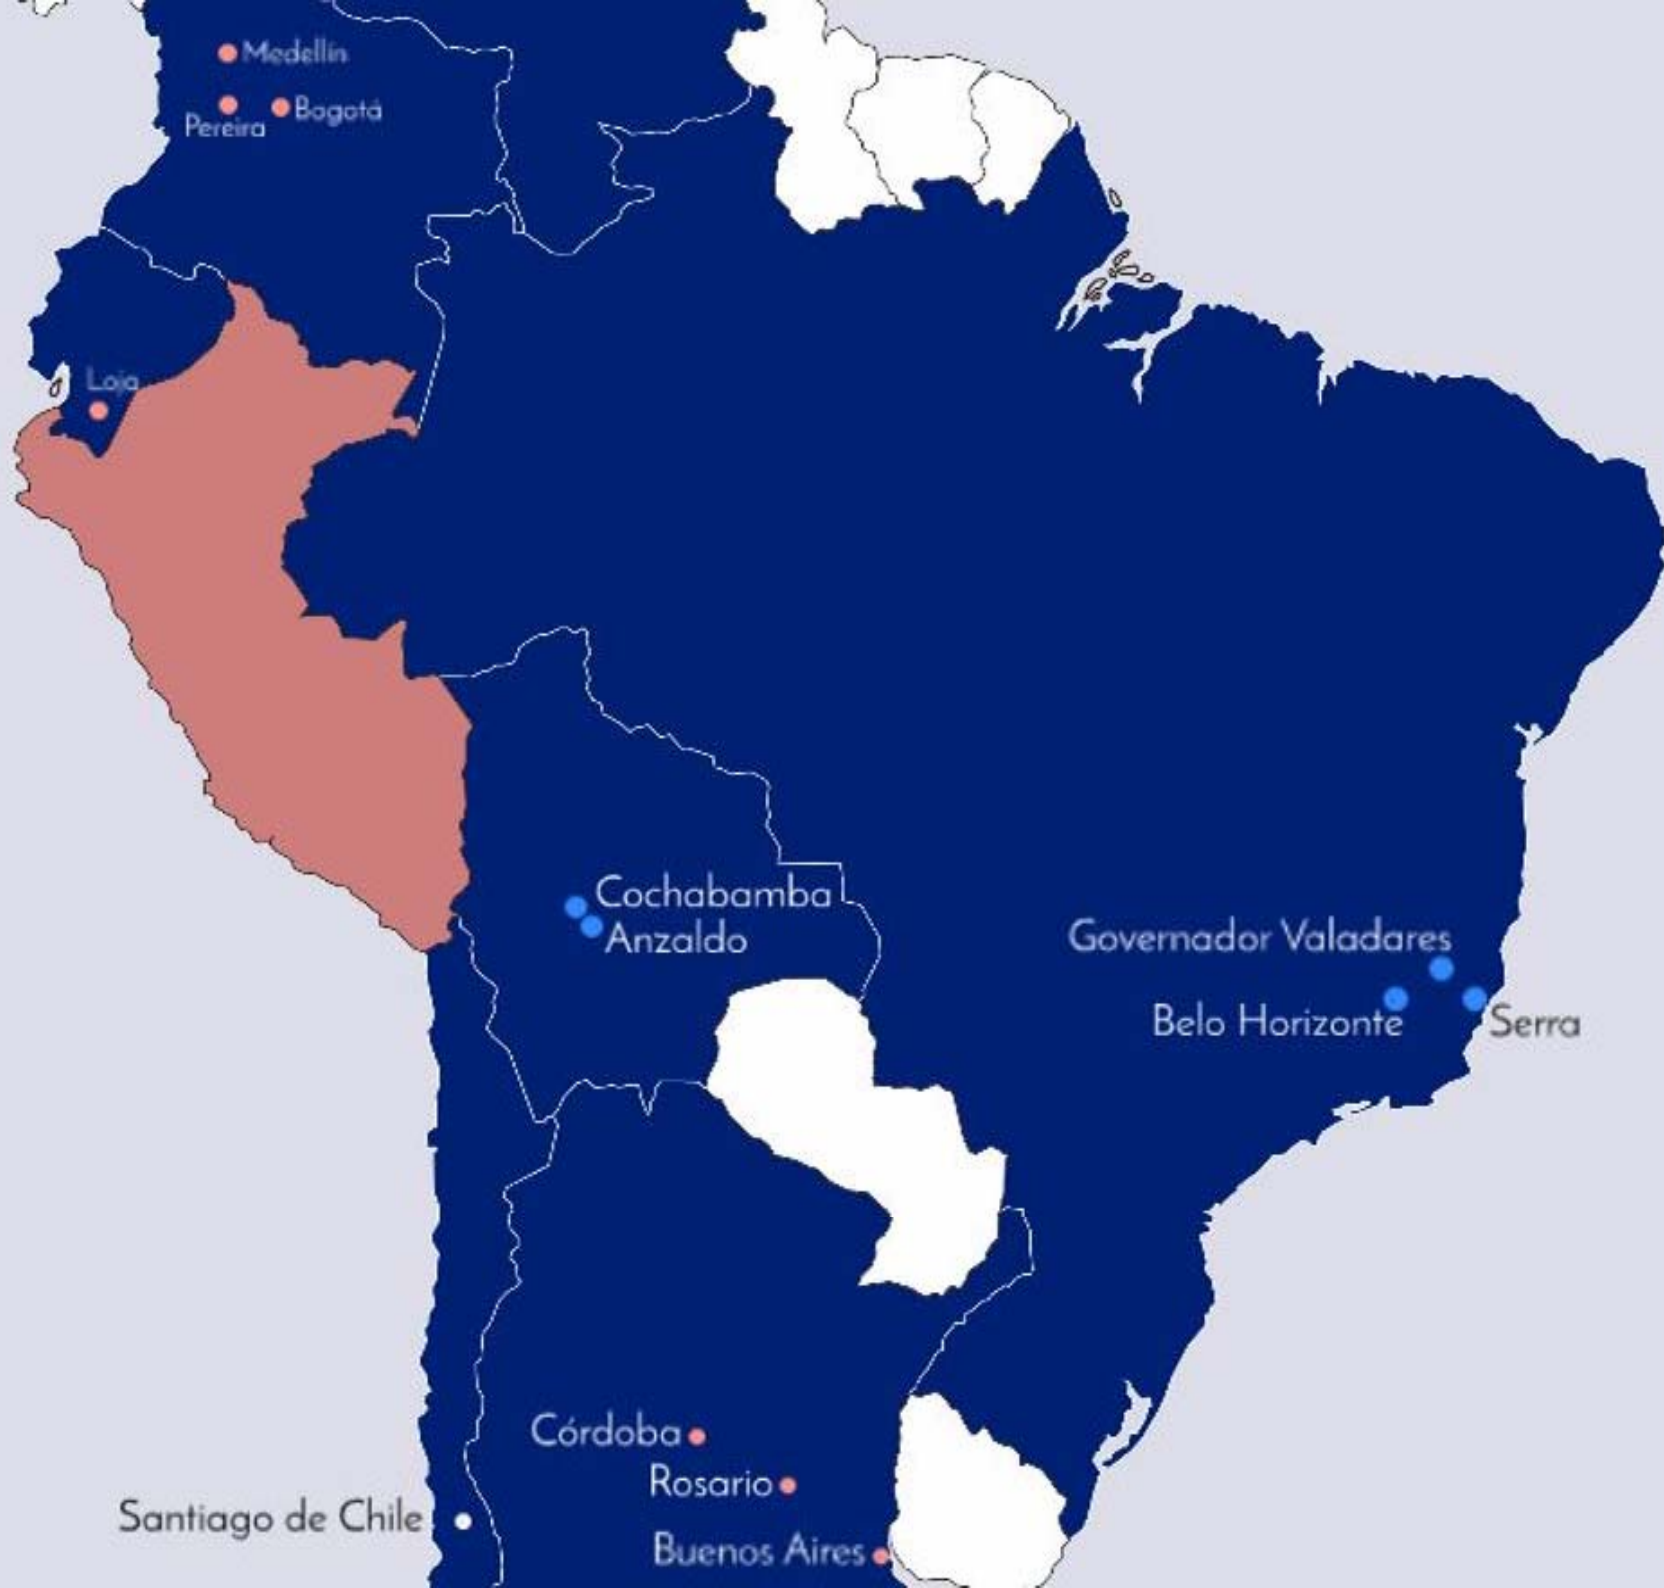 Medellín
Bogotá
Pereira
Loja
Cochabamba
Anzaldo
Governador Valadares
Belo Horizonte
Serra
Córdoba
Rosario
Santiago de Chile
Buenos Aires